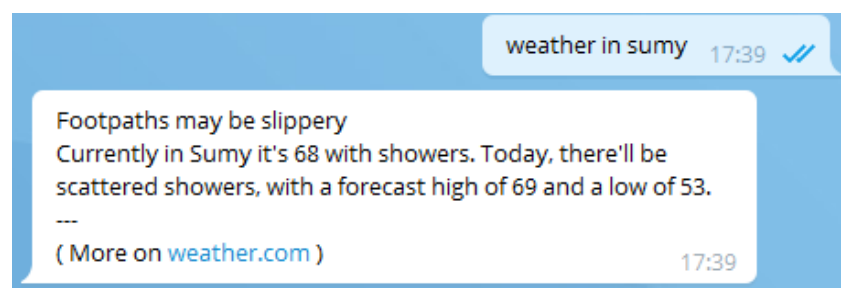 weather in sumy 17:39
Footpaths may be slippery
Currently in Sumy it's 68 with showers. Today, there'll be
scattered showers, with a forecast high of 69 and a low of 53.
---
( More on weather.com )
17:39